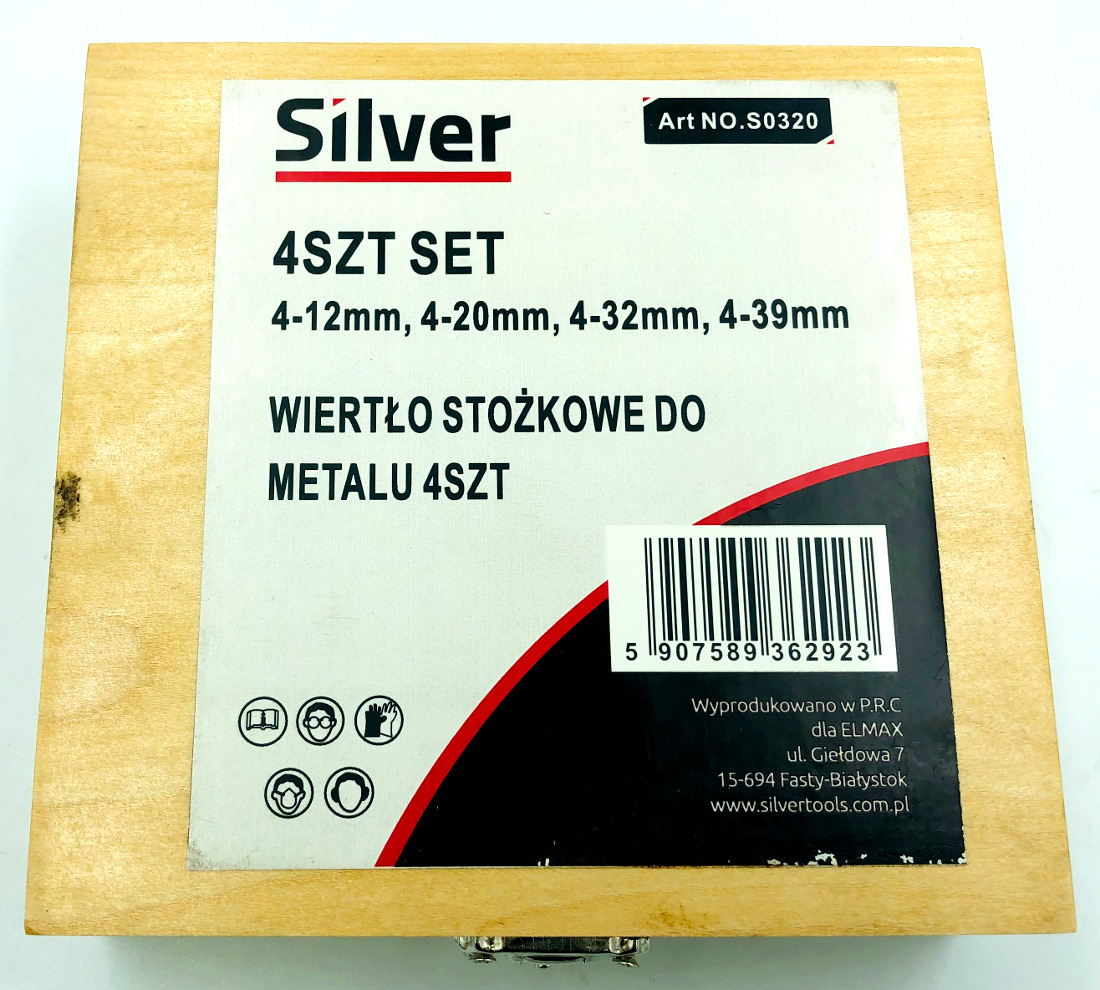 Silver
Art NO.S0320
4SZT SET
4-12mm, 4-20mm, 4-32mm, 4-39mm
WIERTŁO STOŻKOWE DO
METALU 4SZT
5 907589 362923
Wyprodukowano w P.R.C
dla ELMAX
ul. Giełdowa 7
15-694 Fasty-Białystok
www.silvertools.com.pl